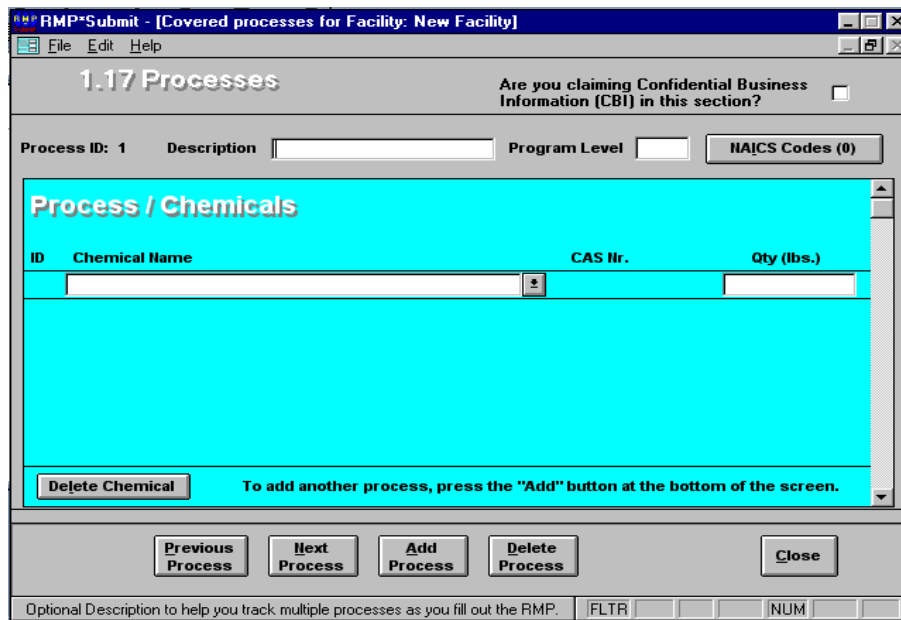 RMP*Submit - [Covered processes for Facility: New Facility]
File Edit Help
1.17 Processes
Are you claiming Confidential Business
Information (CBI) in this section?
Process ID: 1 Description Program Level NAICS Codes (0)
Process / Chemicals
ID Chemical Name CAS Nr. Qty (lbs.)
Delete Chemical To add another process, press the "Add" button at the bottom of the screen.
Previous Process Next Process Add Process Delete Process Close
Optional Description to help you track multiple processes as you fill out the RMP. FLTR NUM